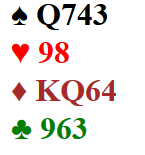 ♠ Q743
♥ 98
♦ KQ64
♣ 963